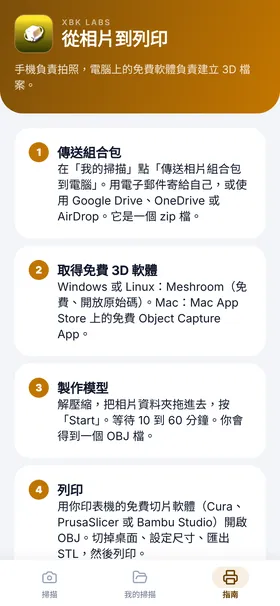 XBK LABS
從相片到列印
手機負責拍照，電腦上的免費軟體負責建立 3D 檔
案。
1
傳送組合包
在「我的掃描」點「傳送相片組合包
到電腦」。用電子郵件寄給自己，或使
用 Google Drive、OneDrive 或
AirDrop。它是一個 zip 檔。
2
取得免費 3D 軟體
Windows 或 Linux：Meshroom（免
費、開放原始碼）。Mac：Mac App
Store 上的免費 Object Capture
App。
3
製作模型
解壓縮，把相片資料夾拖進去，按
「Start」。等待 10 到 60 分鐘。你會
得到一個 OBJ 檔。
4
列印
用你印表機的免費切片軟體（Cura、
PrusaSlicer 或 Bambu Studio）開啟
OBJ。切掉桌面、設定尺寸、匯出
STL，然後列印。
掃描
我的掃描
指南